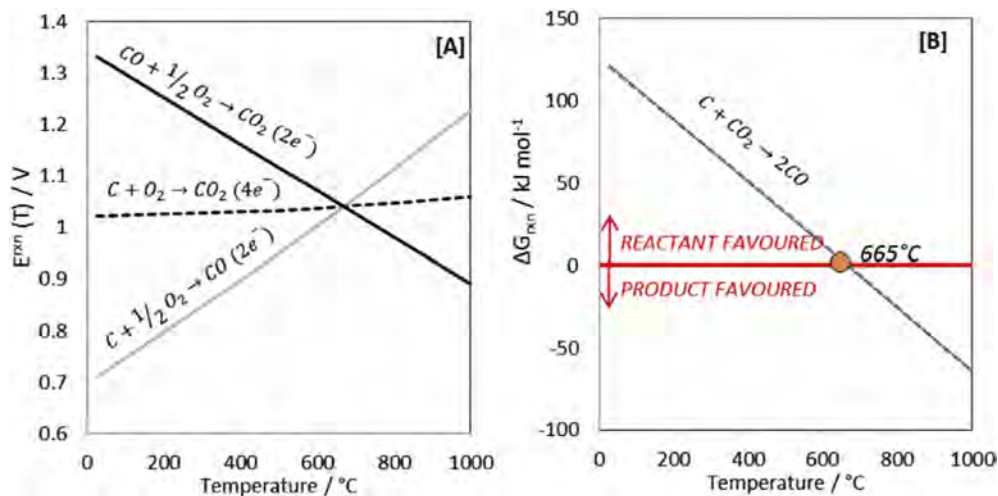 [A]
1.4
1.3
1.2
1.1
1
0.9
0.8
0.7
0.6
E^rxn (T) / V
CO + 1/2 O₂ → CO₂ (2e⁻)
C + O₂ → CO₂ (4e⁻)
C + 1/2 O₂ → CO (2e⁻)
0 200 400 600 800 1000
Temperature / °C
[B]
150
100
50
0
-50
-100
ΔG_rxn / kJ mol⁻¹
C + CO₂ → 2CO
REACTANT FAVOURED
665°C
PRODUCT FAVOURED
0 200 400 600 800 1000
Temperature / °C